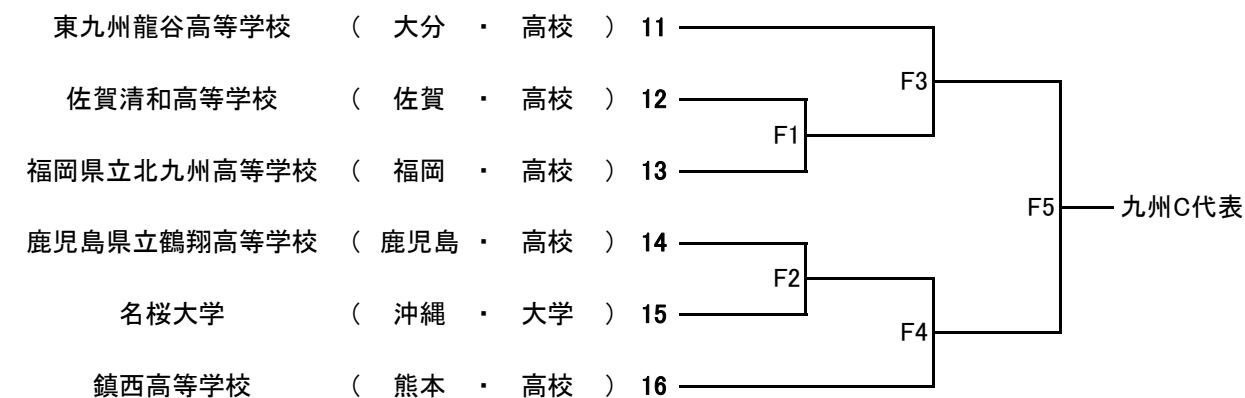 東九州龍谷高等学校 ( 大分 ・ 高校 ) 11
F3
佐賀清和高等学校 ( 佐賀 ・ 高校 ) 12
F1
福岡県立北九州高等学校 ( 福岡 ・ 高校 ) 13
F5 九州C代表
鹿児島県立鶴翔高等学校 ( 鹿児島 ・ 高校 ) 14
F2
名桜大学 ( 沖縄 ・ 大学 ) 15
F4
鎮西高等学校 ( 熊本 ・ 高校 ) 16